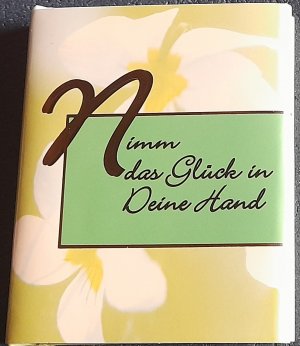 Nimm
das Glück in
Deine Hand